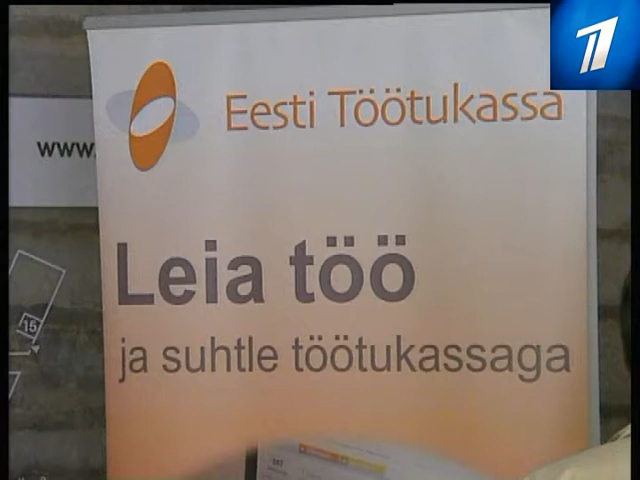 Eesti Töötukassa
www.
Leia töö
ja suhtle töötukassaga
15